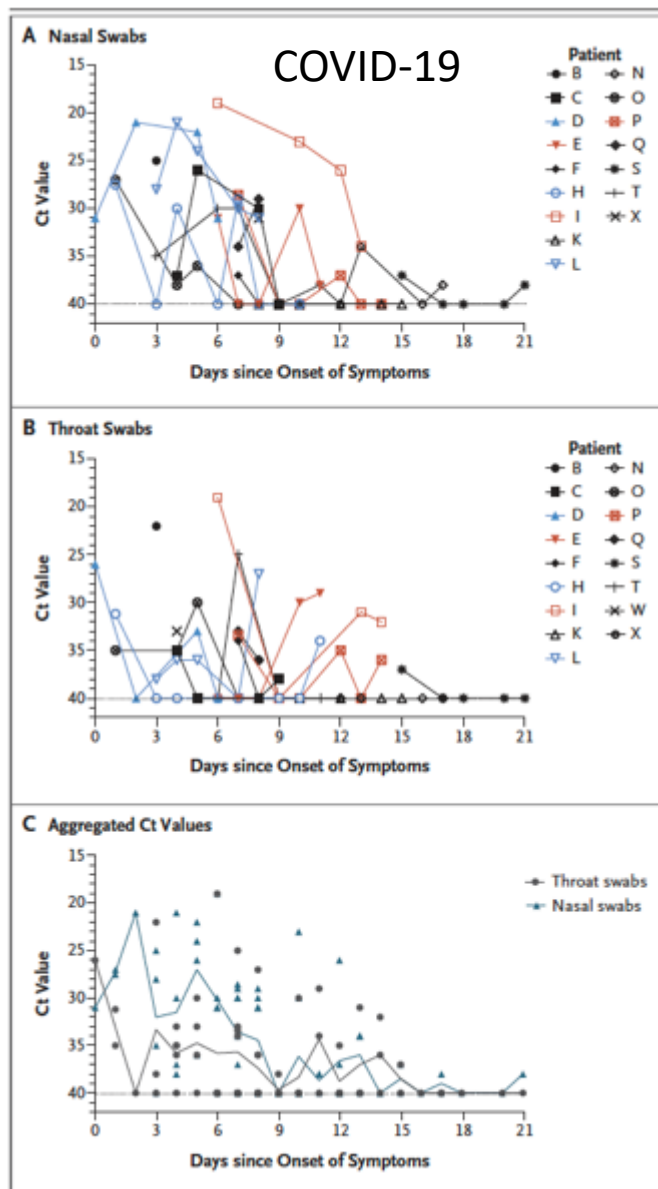 A Nasal Swabs
COVID-19
Patient
B N
C O
D P
E Q
F S
H T
I X
K
L
15
20
25
30
35
40
Ct Value
0 3 6 9 12 15 18 21
Days since Onset of Symptoms
B Throat Swabs
Patient
B N
C O
D P
E Q
F S
H T
I W
K X
L
15
20
25
30
35
40
Ct Value
0 3 6 9 12 15 18 21
Days since Onset of Symptoms
C Aggregated Ct Values
Throat swabs
Nasal swabs
15
20
25
30
35
40
Ct Value
0 3 6 9 12 15 18 21
Days since Onset of Symptoms